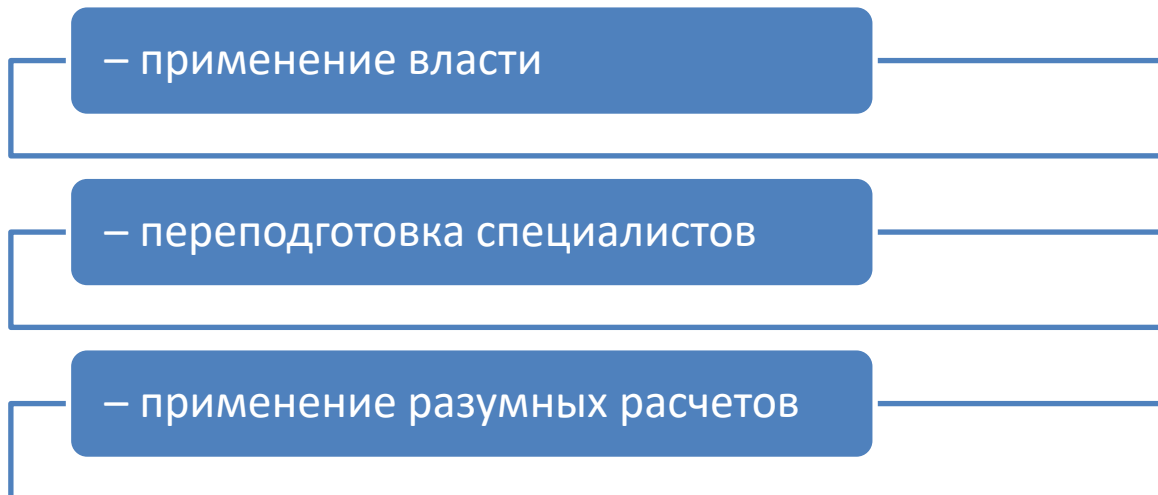 – применение власти
– переподготовка специалистов
– применение разумных расчетов